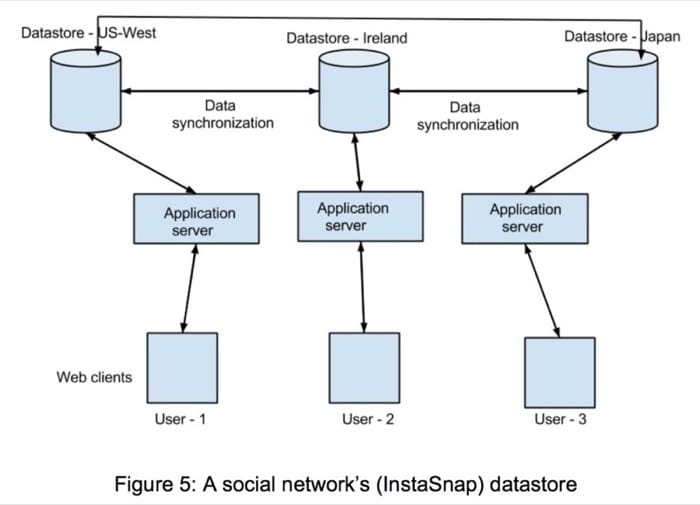 Datastore - US-West
Datastore - Ireland
Datastore - Japan
Data
synchronization
Data
synchronization
Application
server
Application
server
Application
server
Web clients
User - 1
User - 2
User - 3
Figure 5: A social network's (InstaSnap) datastore